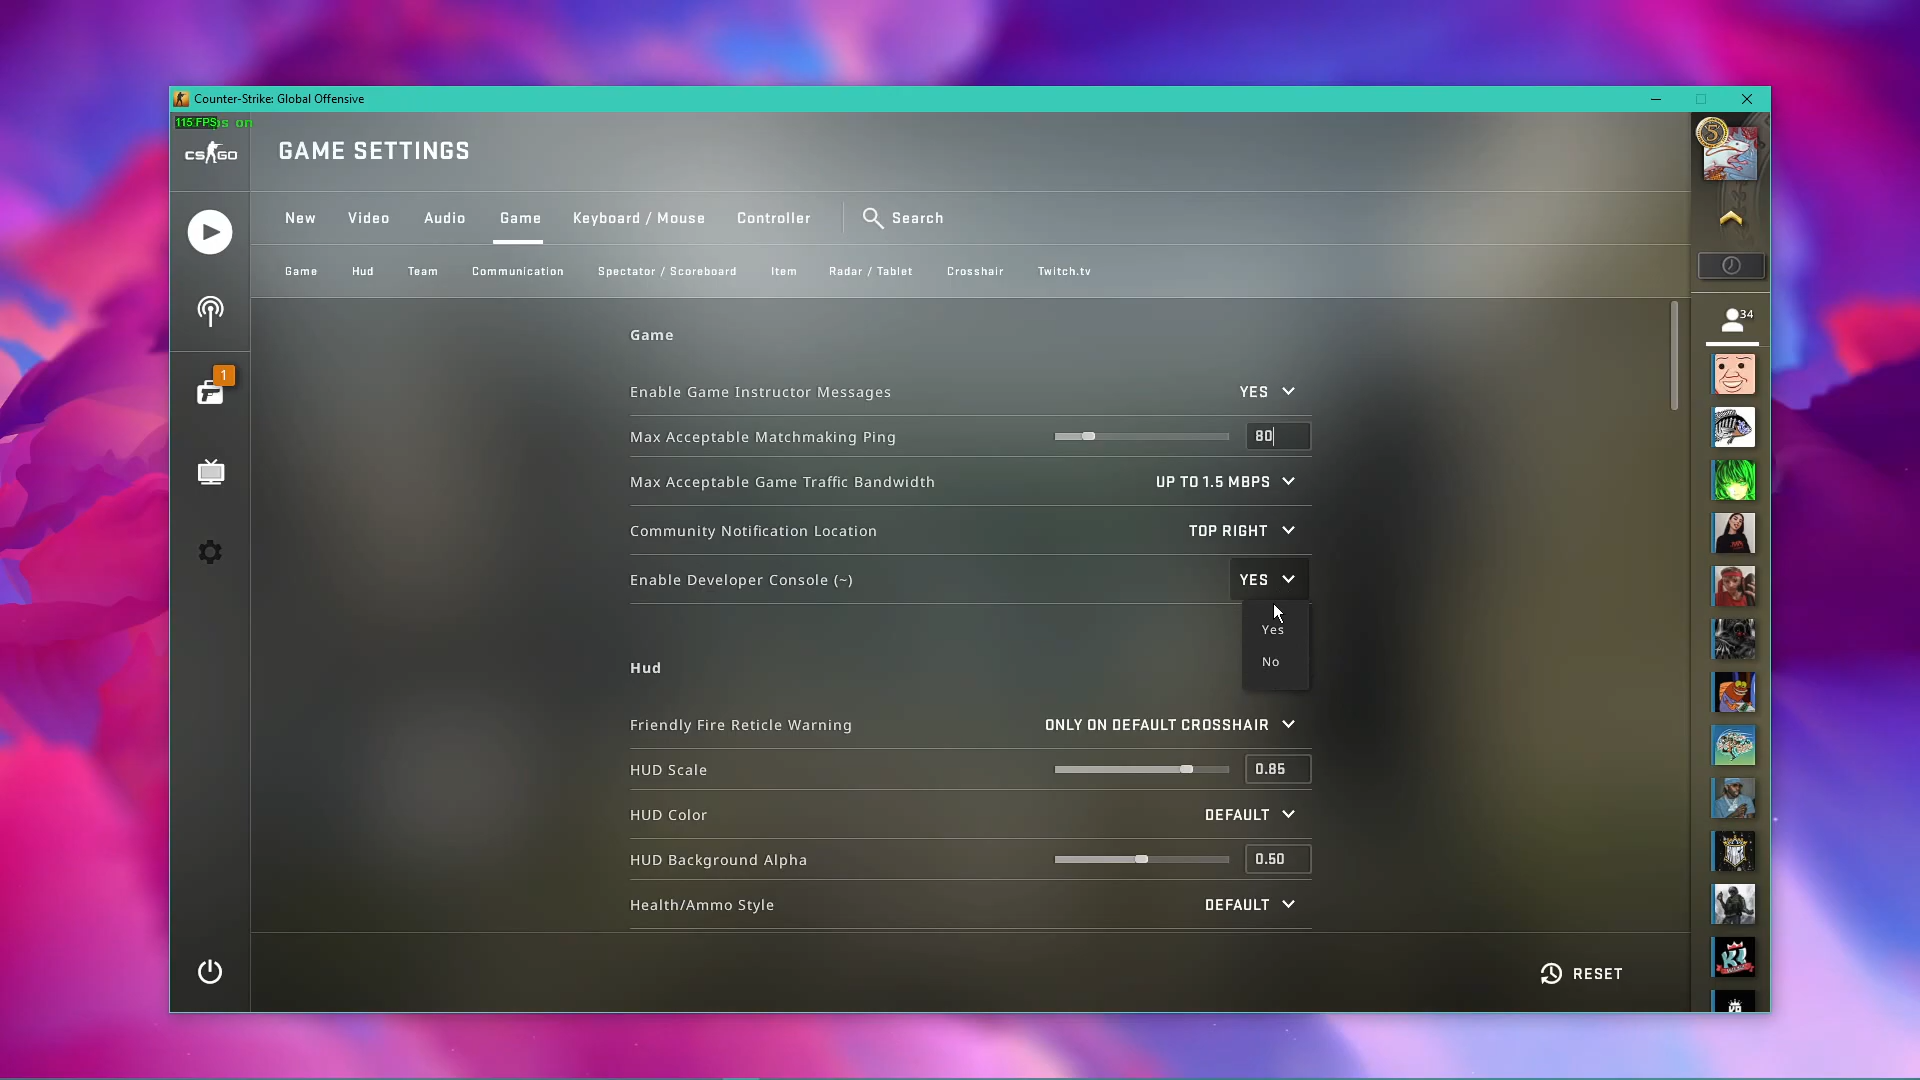 Counter-Strike: Global Offensive
115 FPS ps on
CS GO
GAME SETTINGS
5
New Video Audio Game Keyboard / Mouse Controller Search
Game Hud Team Communication Spectator / Scoreboard Item Radar / Tablet Crosshair Twitch.tv
34
1
Game
Enable Game Instructor Messages YES
Max Acceptable Matchmaking Ping 80
Max Acceptable Game Traffic Bandwidth UP TO 1.5 MBPS
Community Notification Location TOP RIGHT
Enable Developer Console (~) YES
Yes
No
Hud
Friendly Fire Reticle Warning ONLY ON DEFAULT CROSSHAIR
HUD Scale 0.85
HUD Color DEFAULT
HUD Background Alpha 0.50
Health/Ammo Style DEFAULT
RESET